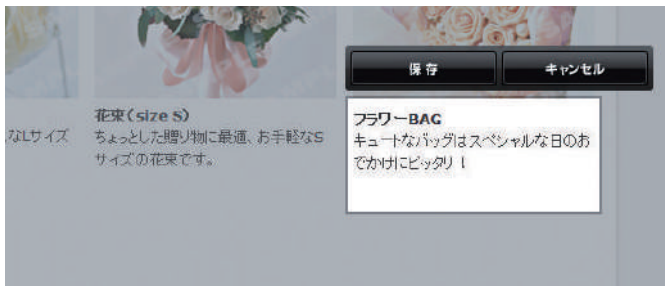 保存
キャンセル
なLサイズ
花束(size S)
ちょっとした贈り物に最適、お手軽なS
サイズの花束です。
フラワーBAG
キュートなバッグはスペシャルな日のお
でかけにピッタリ！